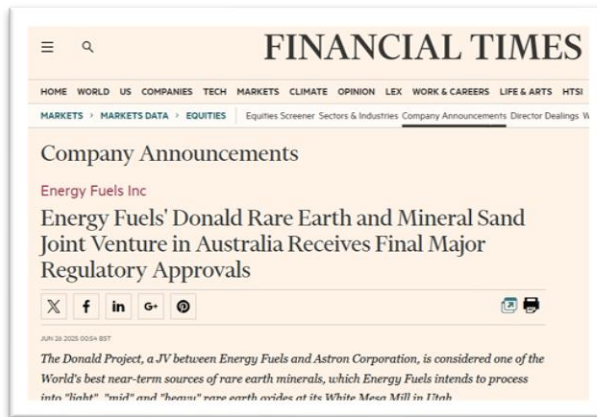 FINANCIAL TIMES
HOME WORLD US COMPANIES TECH MARKETS CLIMATE OPINION LEX WORK & CAREERS LIFE & ARTS HTSI
MARKETS > MARKETS DATA > EQUITIES Equities Screener Sectors & Industries Company Announcements Director Dealings
Company Announcements
Energy Fuels Inc
Energy Fuels' Donald Rare Earth and Mineral Sand
Joint Venture in Australia Receives Final Major
Regulatory Approvals
X f in G+
JUN 26 2025 00:54 BST
The Donald Project, a JV between Energy Fuels and Astron Corporation, is considered one of the
World's best near-term sources of rare earth minerals, which Energy Fuels intends to process
into "light", "mid" and "heavy" rare earth oxides at its White Mesa Mill in Utah